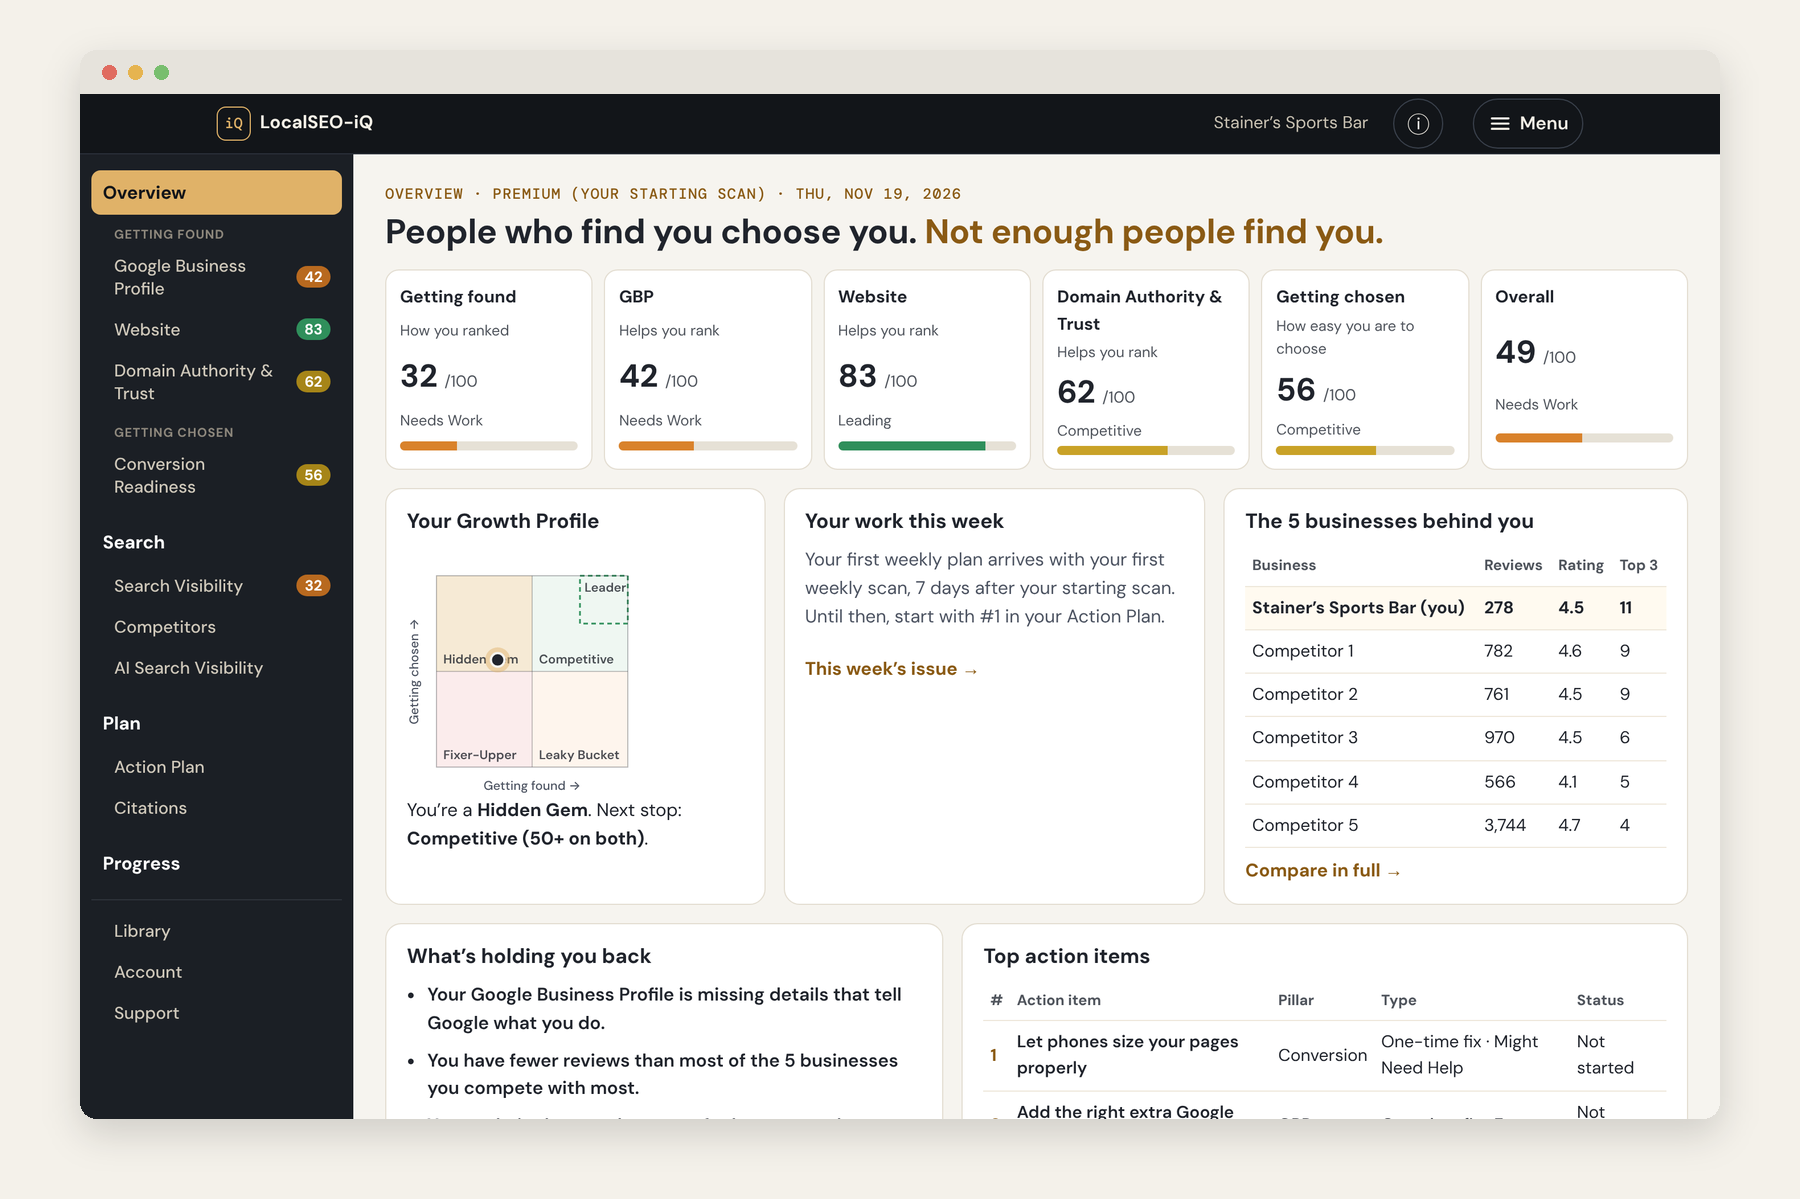 iQ LocalSEO-iQ
Stainer's Sports Bar
i
Menu
Overview
GETTING FOUND
Google Business
Profile
42
Website 83
Domain Authority &
Trust
62
GETTING CHOSEN
Conversion
Readiness
56
Search
Search Visibility 32
Competitors
AI Search Visibility
Plan
Action Plan
Citations
Progress
Library
Account
Support
OVERVIEW · PREMIUM (YOUR STARTING SCAN) · THU, NOV 19, 2026
People who find you choose you. Not enough people find you.
Getting found
How you ranked
32 /100
Needs Work
GBP
Helps you rank
42 /100
Needs Work
Website
Helps you rank
83 /100
Leading
Domain Authority &
Trust
Helps you rank
62 /100
Competitive
Getting chosen
How easy you are to
choose
56 /100
Competitive
Overall
49 /100
Needs Work
Your Growth Profile
Getting chosen →
Leader
Hidden m
Competitive
Fixer-Upper
Leaky Bucket
Getting found →
You're a Hidden Gem. Next stop:
Competitive (50+ on both).
Your work this week
Your first weekly plan arrives with your first
weekly scan, 7 days after your starting scan.
Until then, start with #1 in your Action Plan.
This week's issue →
The 5 businesses behind you
Business Reviews Rating Top 3
Stainer's Sports Bar (you) 278 4.5 11
Competitor 1 782 4.6 9
Competitor 2 761 4.5 9
Competitor 3 970 4.5 6
Competitor 4 566 4.1 5
Competitor 5 3,744 4.7 4
Compare in full →
What's holding you back
• Your Google Business Profile is missing details that tell
Google what you do.
• You have fewer reviews than most of the 5 businesses
you compete with most.
Top action items
# Action item Pillar Type Status
1 Let phones size your pages
properly
Conversion
One-time fix · Might
Need Help
Not
started
Add the right extra Google
Not